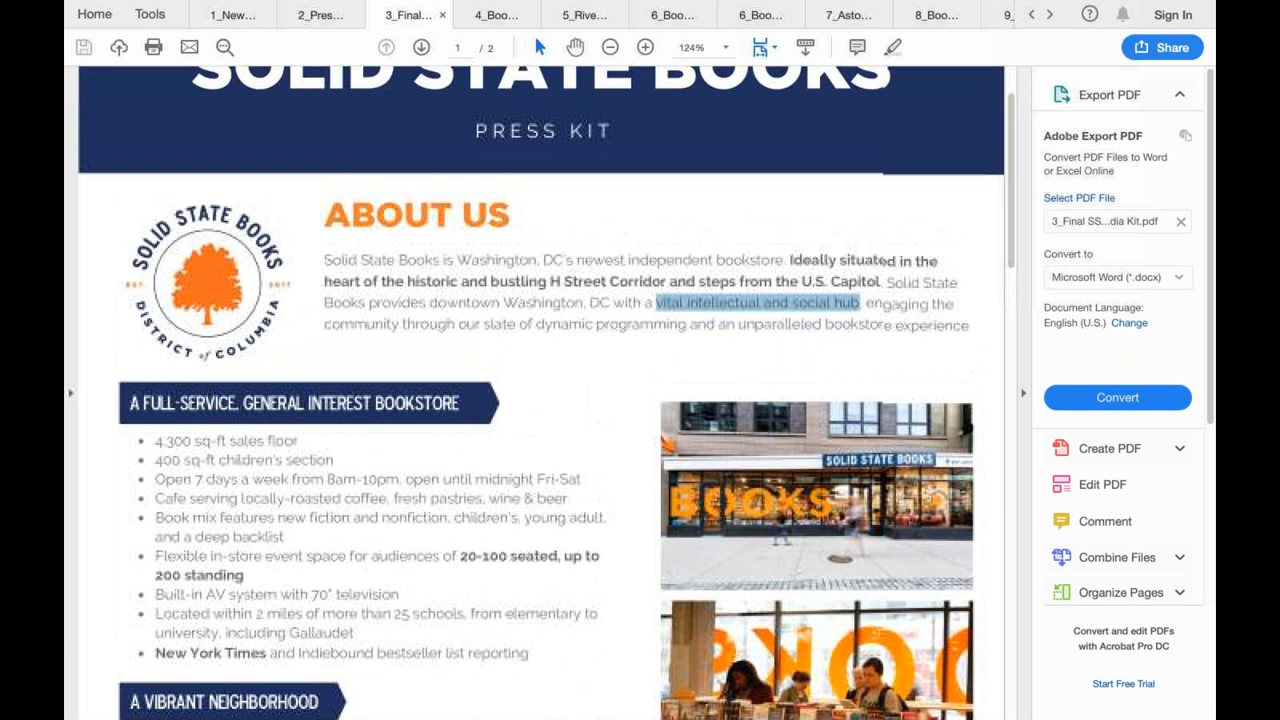 Home Tools 1_New... 2_Pres... 3_Final... × 4_Boo... 5_Rive... 6_Boo... 6_Boo... 7_Asto... 8_Boo... 9_ Sign In
1 / 2 124% Share
SOLID STATE BOOKS
PRESS KIT
SOLID STATE BOOKS
EST. 2017
DISTRICT of COLUMBIA
ABOUT US
Solid State Books is Washington, DC's newest independent bookstore. Ideally situated in the
heart of the historic and bustling H Street Corridor and steps from the U.S. Capitol, Solid State
Books provides downtown Washington, DC with a vital intellectual and social hub, engaging the
community through our slate of dynamic programming and an unparalleled bookstore experience
A FULL-SERVICE, GENERAL INTEREST BOOKSTORE
• 4,300 sq-ft sales floor
• 400 sq-ft children's section
• Open 7 days a week from 8am-10pm, open until midnight Fri-Sat
• Cafe serving locally-roasted coffee, fresh pastries, wine & beer
• Book mix features new fiction and nonfiction, children's, young adult,
and a deep backlist
• Flexible in-store event space for audiences of 20-100 seated, up to
200 standing
• Built-in AV system with 70" television
• Located within 2 miles of more than 25 schools, from elementary to
university, including Gallaudet
• New York Times and Indiebound bestseller list reporting
A VIBRANT NEIGHBORHOOD
SOLID STATE BOOKS
BOOKS
Export PDF
Adobe Export PDF
Convert PDF Files to Word
or Excel Online
Select PDF File
3_Final SS...dia Kit.pdf
Convert to
Microsoft Word (*.docx)
Document Language:
English (U.S.) Change
Convert
Create PDF
Edit PDF
Comment
Combine Files
Organize Pages
Convert and edit PDFs
with Acrobat Pro DC
Start Free Trial